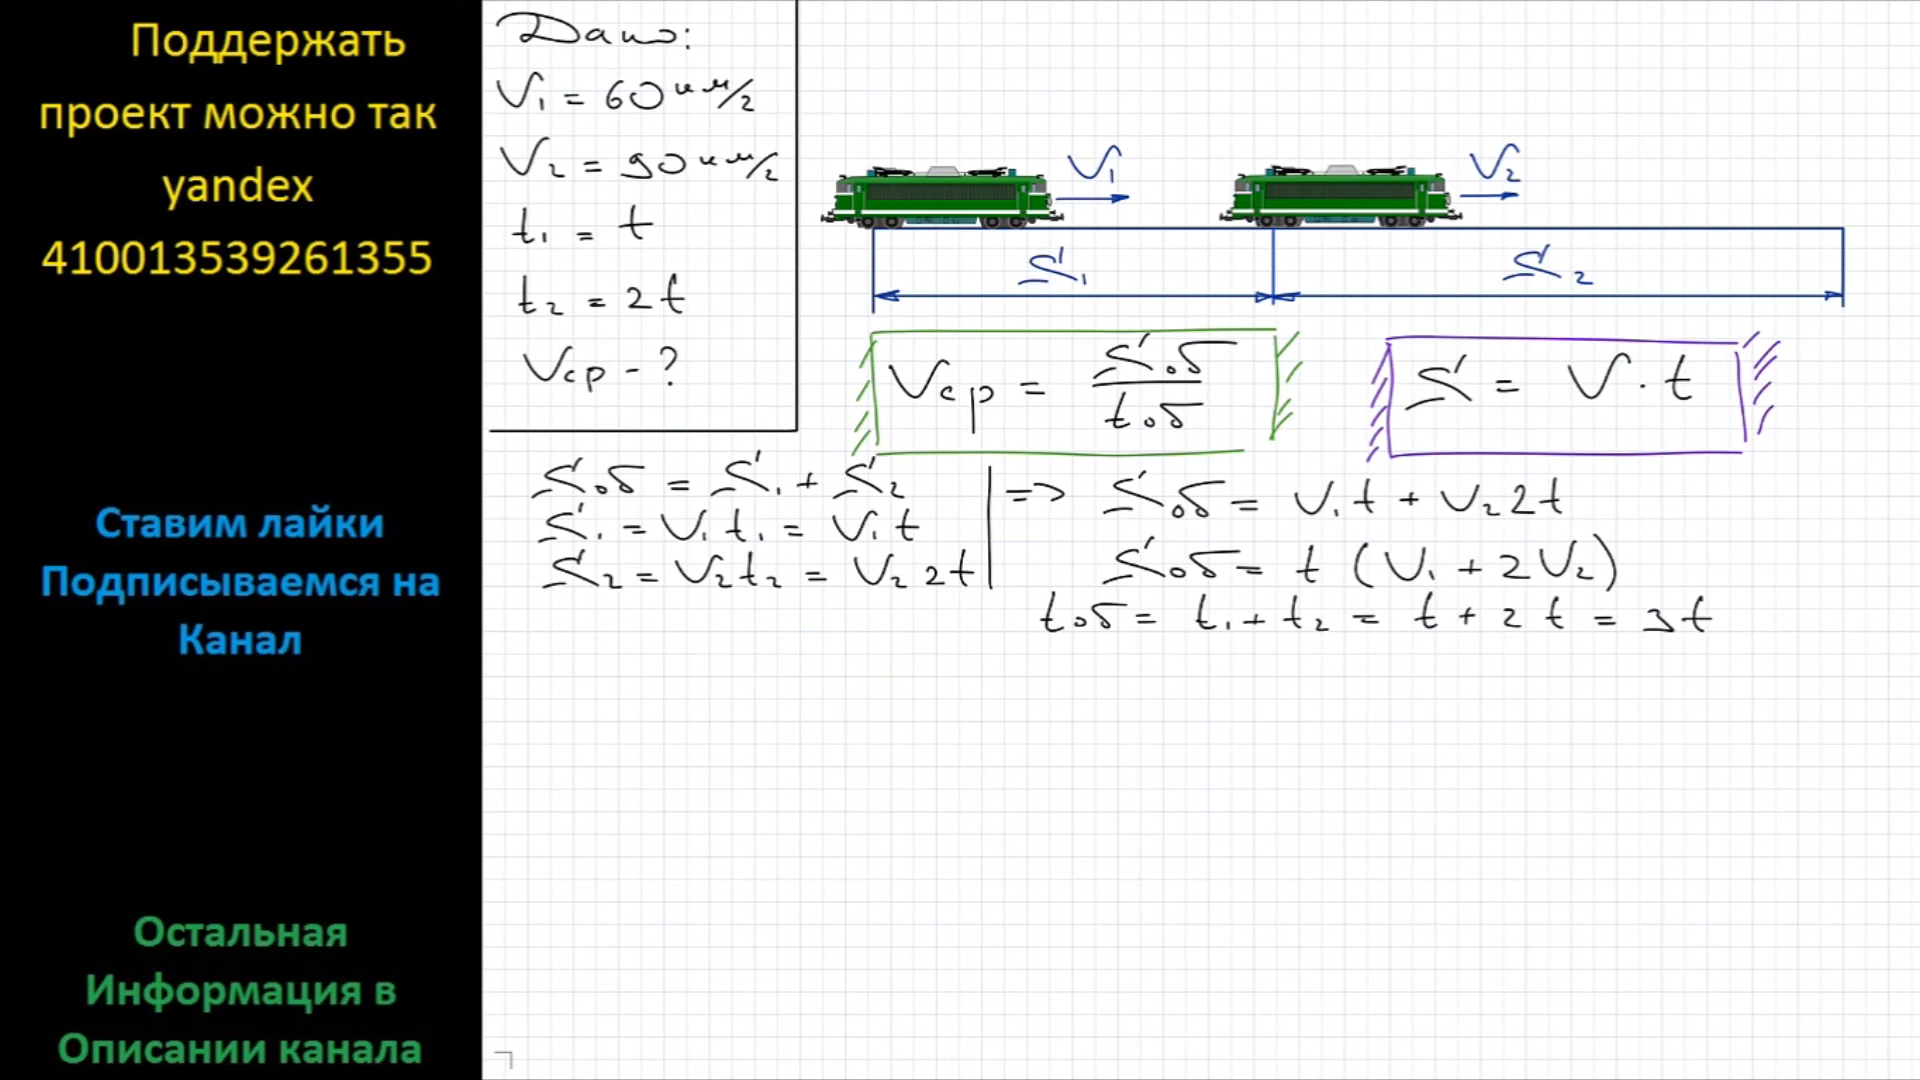 Поддержать
проект можно так
yandex
410013539261355
Ставим лайки
Подписываемся на
Канал
Остальная
Информация в
Описании канала
Дано:
V₁ = 60 км/г
V₂ = 90 км/г
t₁ = t
t₂ = 2t
Vср - ?
V₁
V₂
S₁
S₂
Vср = Sоб / tоб
S = V · t
Sоб = S₁ + S₂
S₁ = V₁t₁ = V₁t
S₂ = V₂t₂ = V₂2t
=> Sоб = V₁t + V₂2t
Sоб = t (V₁ + 2V₂)
tоб = t₁ + t₂ = t + 2t = 3t